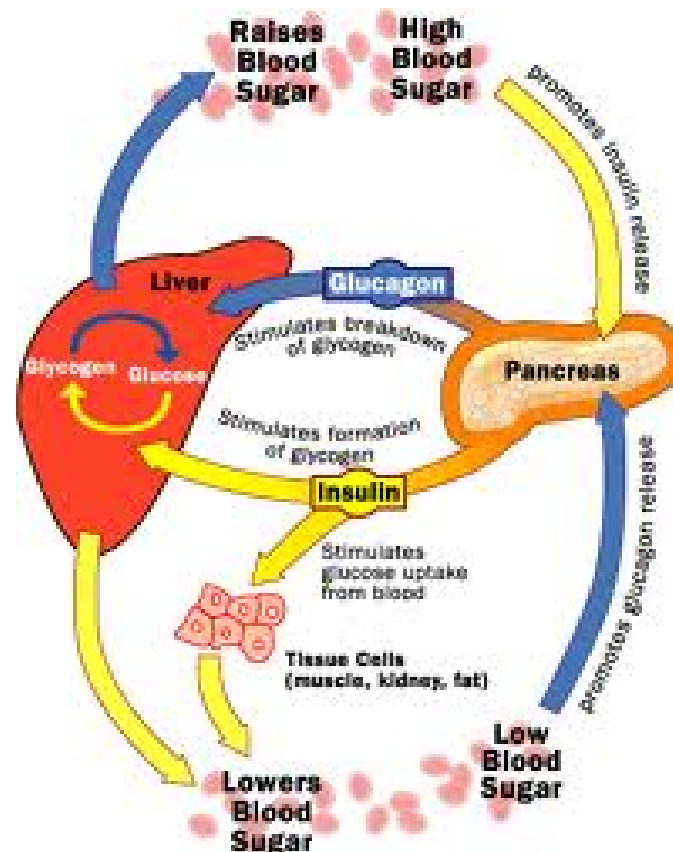 Raises
Blood
Sugar
High
Blood
Sugar
promotes insulin release
Liver
Glucagon
Stimulates breakdown
of glycogen
Glycogen
Glucose
Pancreas
Stimulates formation
of glycogen
Insulin
Stimulates
glucose uptake
from blood
promotes glucagon release
Tissue Cells
(muscle, kidney, fat)
Low
Blood
Sugar
Lowers
Blood
Sugar